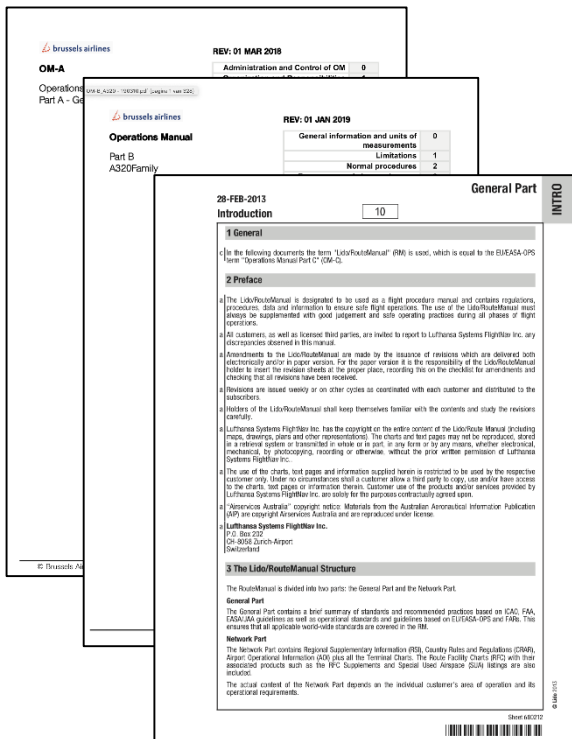 brussels airlines
REV: 01 MAR 2018
OM-A
Administration and Control of OM 0
Operations
Part A - Ge
OM-B_A320 - 190318.pdf (pagina 1 van 526)
brussels airlines
REV: 01 JAN 2019
Operations Manual
General information and units of
measurements 0
Limitations 1
Normal procedures 2
Part B
A320Family
General Part
INTRO
28-FEB-2013
Introduction
10
1 General
c In the following documents the term "Lido/RouteManual" (RM) is used, which is equal to the EU/EASA-OPS
term "Operations Manual Part C" (OM-C).
2 Preface
a The Lido/RouteManual is designated to be used as a flight procedure manual and contains regulations,
procedures, data and information to ensure safe flight operations. The use of the Lido/RouteManual must
always be supplemented with good judgement and safe operating practices during all phases of flight
operations.
a All customers, as well as licensed third parties, are invited to report to Lufthansa Systems FlightNav Inc. any
discrepancies observed in this manual.
a Amendments to the Lido/RouteManual are made by the issuance of revisions which are delivered both
electronically and/or in paper version. For the paper version it is the responsibility of the Lido/RouteManual
holder to insert the revision sheets at the proper place, recording this on the checklist for amendments and
checking that all revisions have been received.
a Revisions are issued weekly or on other cycles as coordinated with each customer and distributed to the
subscribers.
a Holders of the Lido/RouteManual shall keep themselves familiar with the contents and study the revisions
carefully.
a Lufthansa Systems FlightNav Inc. has the copyright on the entire content of the Lido/Route Manual (including
maps, drawings, plans and other representations). The charts and text pages may not be reproduced, stored
in a retrieval system or transmitted in whole or in part, in any form or by any means, whether electronical,
mechanical, by photocopying, recording or otherwise, without the prior written permission of Lufthansa
Systems FlightNav Inc.
a The use of the charts, text pages and information supplied herein is restricted to be used by the respective
customer only. Under no circumstances shall a customer allow a third party to copy, use and/or have access
to the charts, text pages or information therein. Customer use of the products and/or services provided by
Lufthansa Systems FlightNav Inc. are solely for the purposes contractually agreed upon.
a "Airservices Australia" copyright notice: Materials from the Australian Aeronautical Information Publication
(AIP) are copyright Airservices Australia and are reproduced under license.
a Lufthansa Systems FlightNav Inc.
P.O. Box 232
CH-8058 Zurich-Airport
Switzerland
3 The Lido/RouteManual Structure
The RouteManual is divided into two parts: the General Part and the Network Part.
General Part
The General Part contains a brief summary of standards and recommended practices based on ICAO, FAA,
EASA/JAA guidelines as well as operational standards and guidelines based on EU/EASA-OPS and FARs. This
ensures that all applicable world-wide standards are covered in the RM.
Network Part
The Network Part contains Regional Supplementary Information (RSI), Country Rules and Regulations (CRAR),
Airport Operational Information (AOI) plus all the Terminal Charts. The Route Facility Charts (RFC) with their
associated products such as the RFC Supplements and Special Used Airspace (SUA) listings are also
included.
The actual content of the Network Part depends on the individual customer's area of operation and its
operational requirements.
© Brussels Ai
© Lido 2013
Sheet 680212